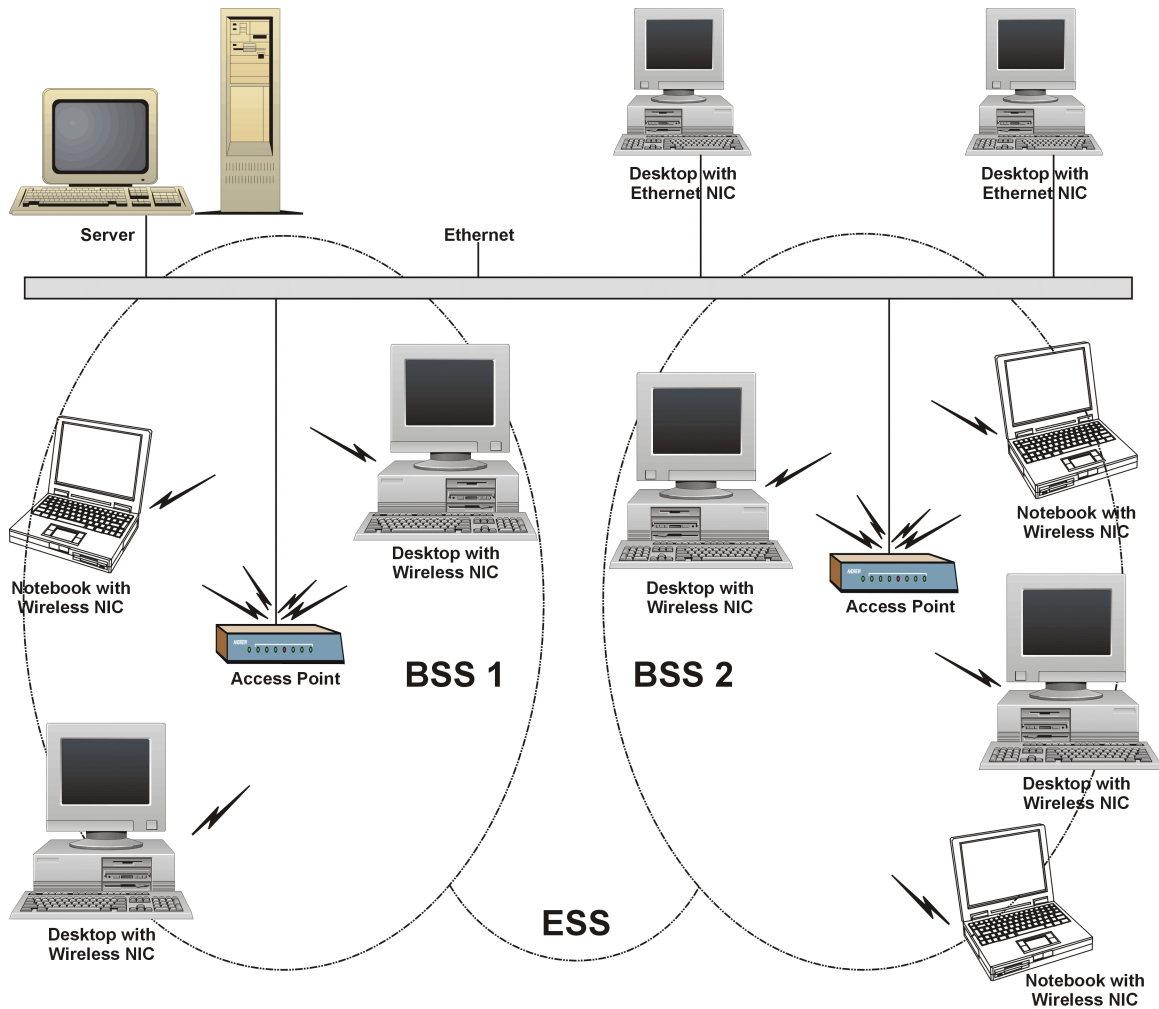 Desktop with
Ethernet NIC
Desktop with
Ethernet NIC
Server
Ethernet
Desktop with
Wireless NIC
Notebook with
Wireless NIC
Notebook with
Wireless NIC
Desktop with
Wireless NIC
Access Point
Access Point
BSS 1
BSS 2
Desktop with
Wireless NIC
Desktop with
Wireless NIC
ESS
Notebook with
Wireless NIC